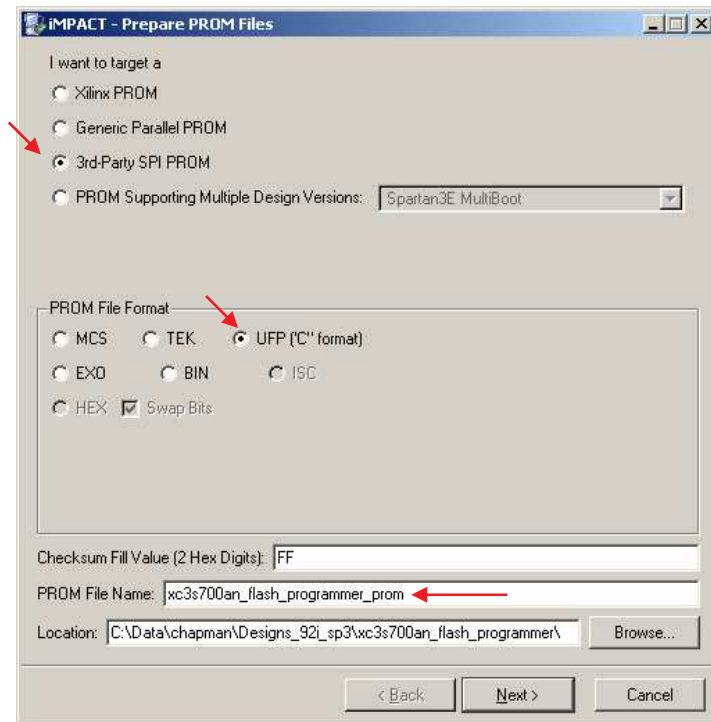 iMPACT - Prepare PROM Files
I want to target a
Xilinx PROM
Generic Parallel PROM
3rd-Party SPI PROM
PROM Supporting Multiple Design Versions: Spartan3E MultiBoot
PROM File Format
MCS TEK UFP ('C" format)
EXO BIN ISC
HEX Swap Bits
Checksum Fill Value (2 Hex Digits): FF
PROM File Name: xc3s700an_flash_programmer_prom
Location: C:\Data\chapman\Designs_92i_sp3\xc3s700an_flash_programmer\ Browse...
< Back Next > Cancel